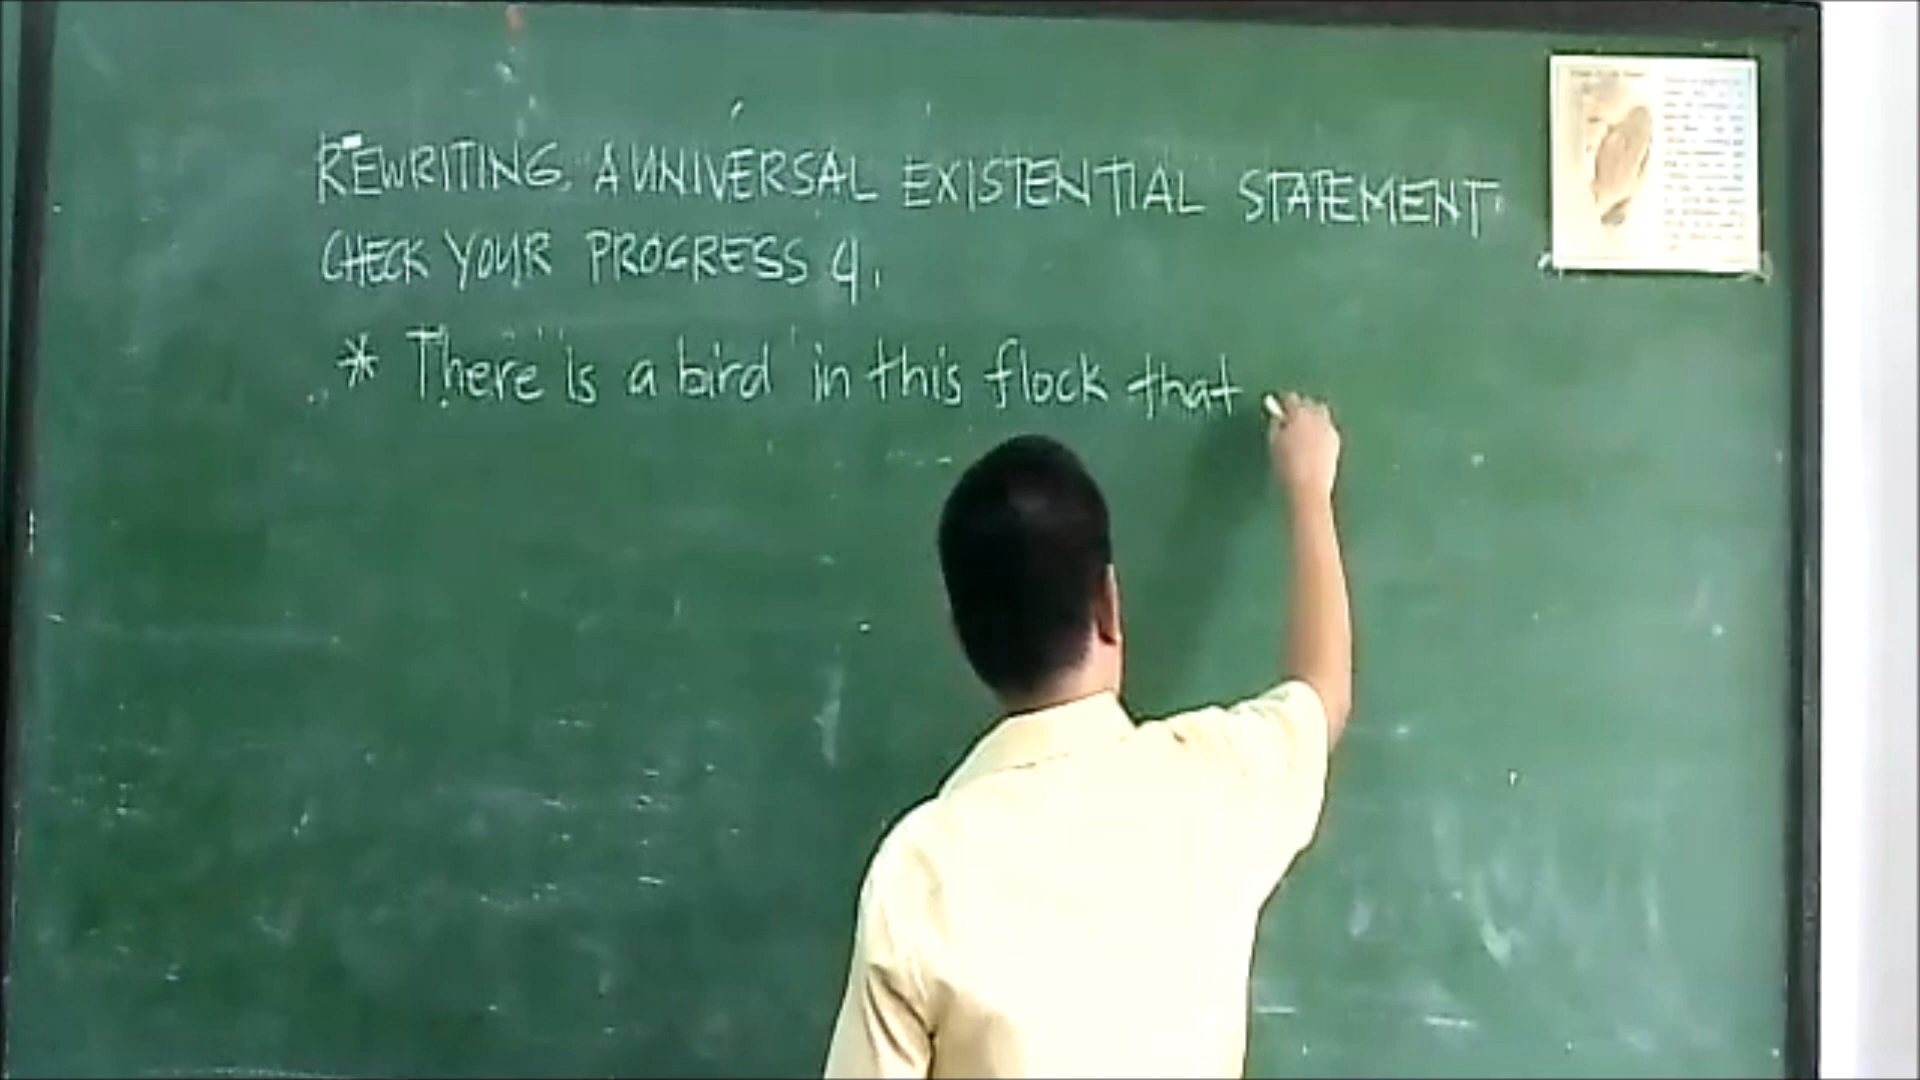 REWRITING A UNIVERSAL EXISTENTIAL STATEMENT
CHECK YOUR PROGRESS 4.
* There is a bird in this flock that